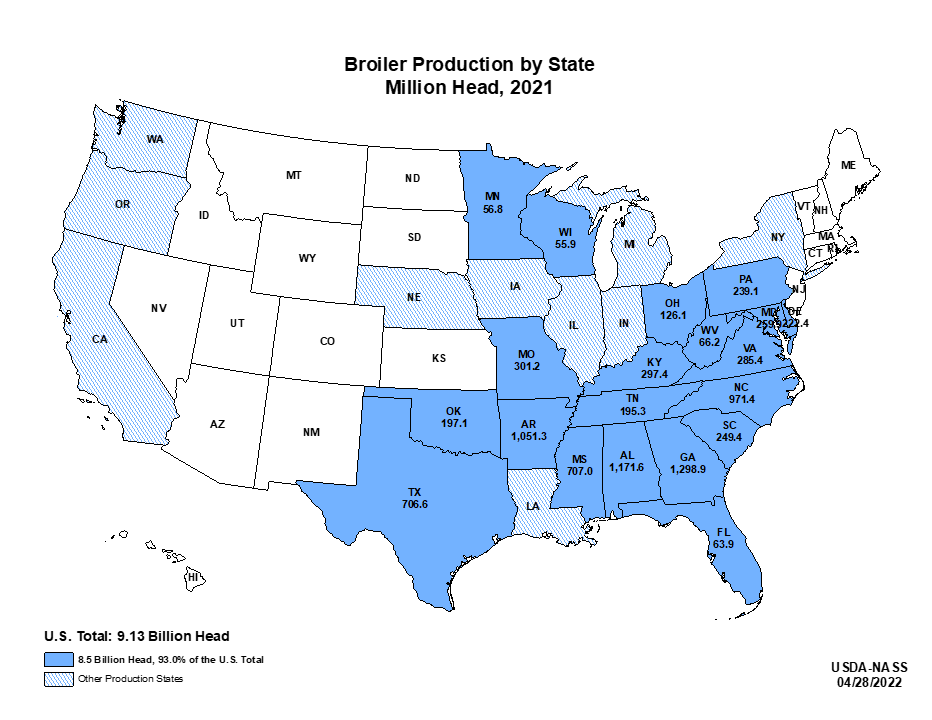 Broiler Production by State
Million Head, 2021
WA
OR
CA
ID
NV
MT
WY
UT
AZ
CO
NM
ND
SD
NE
KS
OK
197.1
TX
706.6
MN
56.8
IA
MO
301.2
AR
1,051.3
LA
WI
55.9
IL
MI
IN
OH
126.1
KY
297.4
TN
195.3
MS
707.0
AL
1,171.6
GA
1,298.9
FL
63.9
SC
249.4
NC
971.4
VA
285.4
WV
66.2
PA
239.1
MD
DE
NJ
NY
CT
MA
VT
NH
ME
HI
U.S. Total: 9.13 Billion Head
8.5 Billion Head, 93.0% of the U.S. Total
Other Production States
USDA-NASS
04/28/2022